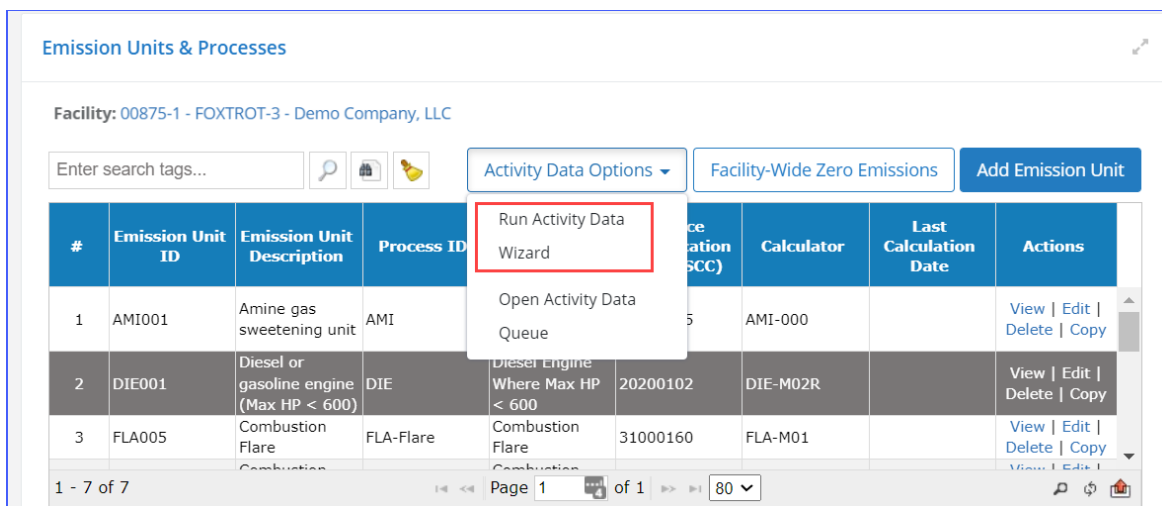 Emission Units & Processes
Facility: 00875-1 - FOXTROT-3 - Demo Company, LLC
Enter search tags...
Activity Data Options
Facility-Wide Zero Emissions
Add Emission Unit
Run Activity Data
Wizard
Open Activity Data
Queue
#
Emission Unit
ID
Emission Unit
Description
Process ID
SCC)
Calculator
Last
Calculation
Date
Actions
1
AMI001
Amine gas
sweetening unit
AMI
AMI-000
View | Edit |
Delete | Copy
2
DIE001
Diesel or
gasoline engine
(Max HP < 600)
DIE
Diesel Engine
Where Max HP
< 600
20200102
DIE-M02R
View | Edit |
Delete | Copy
3
FLA005
Combustion
Flare
FLA-Flare
Combustion
Flare
31000160
FLA-M01
View | Edit |
Delete | Copy
1 - 7 of 7
Page 1 of 1
80